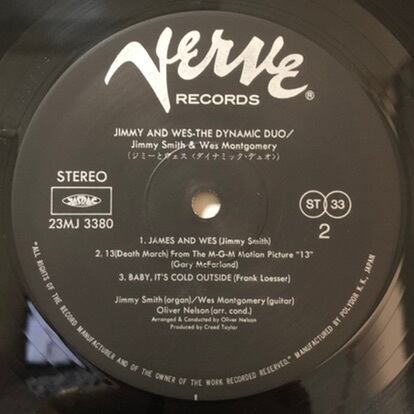 Verve
RECORDS ®
JIMMY AND WES-THE DYNAMIC DUO/
Jimmy Smith & Wes Montgomery
(ジミーとウェス〈ダイナミック・デュオ〉)
STEREO
JASRAC
23MJ 3380
ST 33
2
1. JAMES AND WES (Jimmy Smith)
2. 13(Death March) From The M-G-M Motion Picture "13"
(Gary McFarland)
3. BABY, IT'S COLD OUTSIDE (Frank Loesser)
Jimmy Smith(organ)/Wes Montgomery(guitar)
Oliver Nelson(arr. cond.)
Arranged & Conducted by Oliver Nelson
Produced by Creed Taylor
"ALL RIGHTS OF THE RECORD MANUFACTURER AND OF THE OWNER OF THE WORK RECORDED RESERVED. MANUFACTURED BY POLYDOR K.K., JAPAN